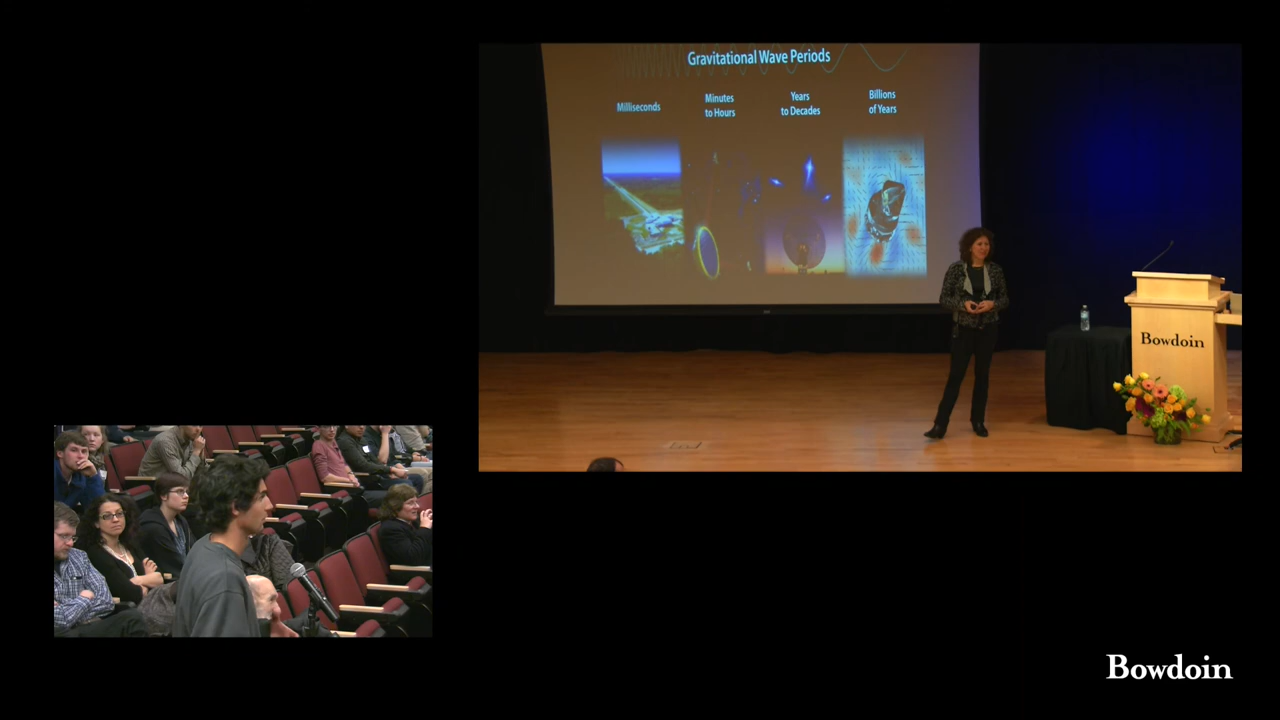 Gravitational Wave Periods
Milliseconds
Minutes
to Hours
Years
to Decades
Billions
of Years
Bowdoin
Bowdoin